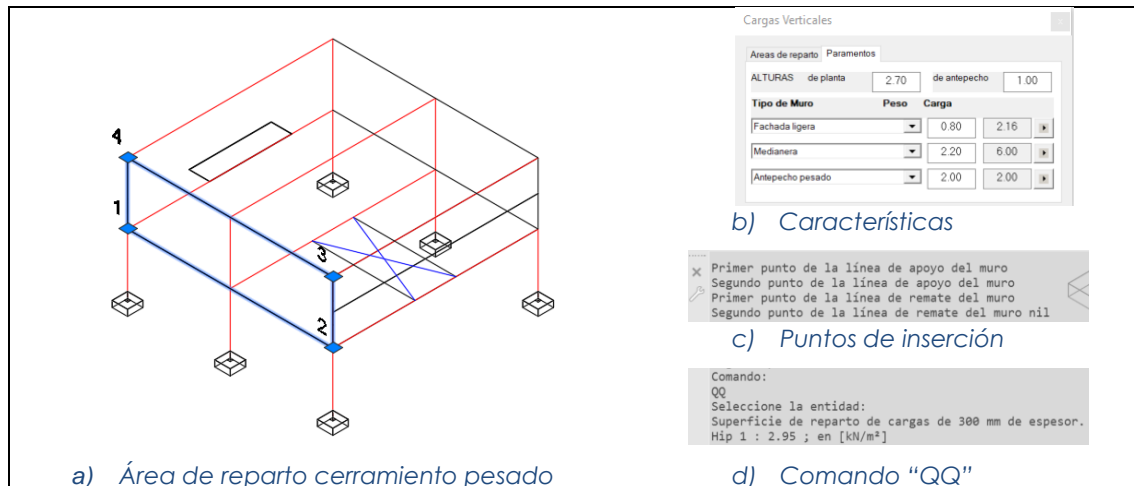 4
1
3
2
a) Área de reparto cerramiento pesado
Cargas Verticales
Areas de reparto Paramentos
ALTURAS de planta 2.70 de antepecho 1.00
Tipo de Muro Peso Carga
Fachada ligera 0.80 2.16
Medianera 2.20 6.00
Antepecho pesado 2.00 2.00
b) Características
Primer punto de la línea de apoyo del muro
Segundo punto de la línea de apoyo del muro
Primer punto de la línea de remate del muro
Segundo punto de la línea de remate del muro nil
c) Puntos de inserción
Comando:
QQ
Seleccione la entidad:
Superficie de reparto de cargas de 300 mm de espesor.
Hip 1 : 2.95 ; en [kN/m²]
d) Comando “QQ”